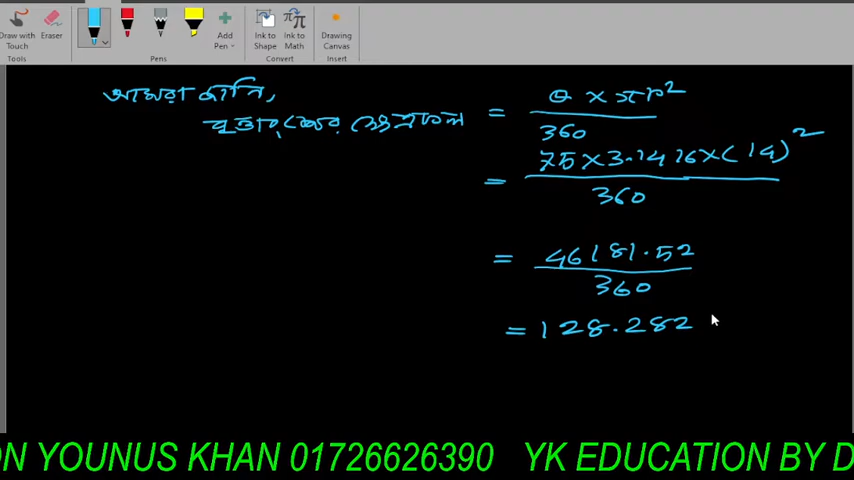 Draw with Touch
Eraser
Tools
Pens
Add Pen
Ink to Shape
Ink to Math
Convert
Drawing Canvas
Insert
আমরা জানি,
বৃত্তাংশের ক্ষেত্রফল = θ × πr² / 360
= 75 × 3.1416 × (14)² / 360
= 46181.52 / 360
= 128.282
ON YOUNUS KHAN 01726626390 YK EDUCATION BY D